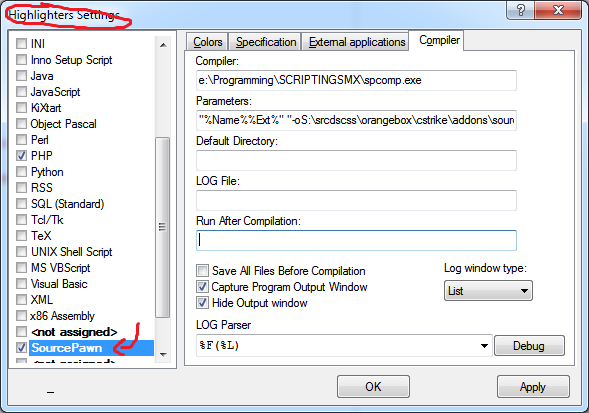 Highlighters Settings
Colors Specification External applications Compiler
INI
Inno Setup Script
Java
JavaScript
KiXtart
Object Pascal
Perl
PHP
Python
RSS
SQL (Standard)
Tcl/Tk
TeX
UNIX Shell Script
MS VBScript
Visual Basic
XML
x86 Assembly
<not assigned>
SourcePawn
<not assigned>
Compiler:
e:\Programming\SCRIPTINGSMX\spcomp.exe
Parameters:
"%Name%%Ext%" "-oS:\srcdscss\orangebox\cstrike\addons\sourc
Default Directory:
LOG File:
Run After Compilation:
Save All Files Before Compilation
Capture Program Output Window
Hide Output window
Log window type:
List
LOG Parser
%F(%L)
Debug
OK
Apply